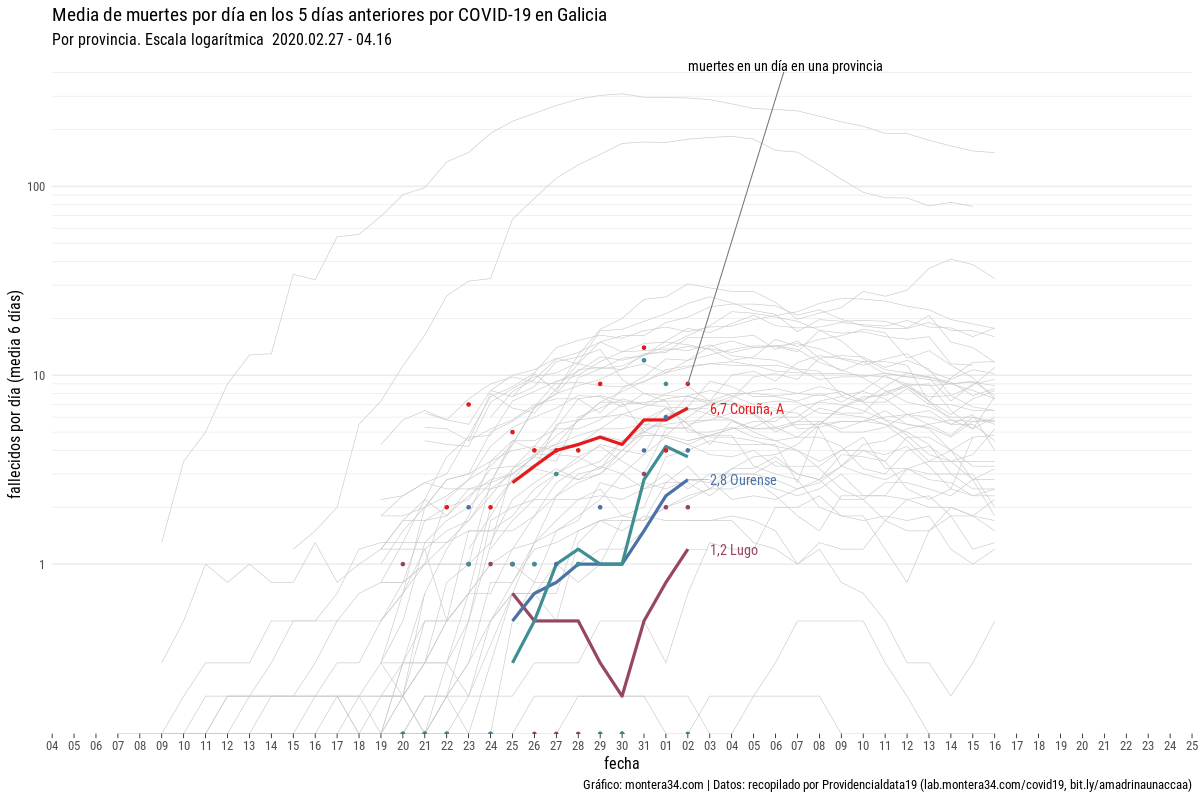 Media de muertes por día en los 5 días anteriores por COVID-19 en Galicia
Por provincia. Escala logarítmica 2020.02.27 - 04.16
muertes en un día en una provincia
fallecidos por día (media 6 días)
100
10
1
6,7 Coruña, A
2,8 Ourense
1,2 Lugo
04 05 06 07 08 09 10 11 12 13 14 15 16 17 18 19 20 21 22 23 24 25 26 27 28 29 30 31 01 02 03 04 05 06 07 08 09 10 11 12 13 14 15 16 17 18 19 20 21 22 23 24 25
fecha
Gráfico: montera34.com | Datos: recopilado por Providencialdata19 (lab.montera34.com/covid19, bit.ly/amadrinaunaccaa)